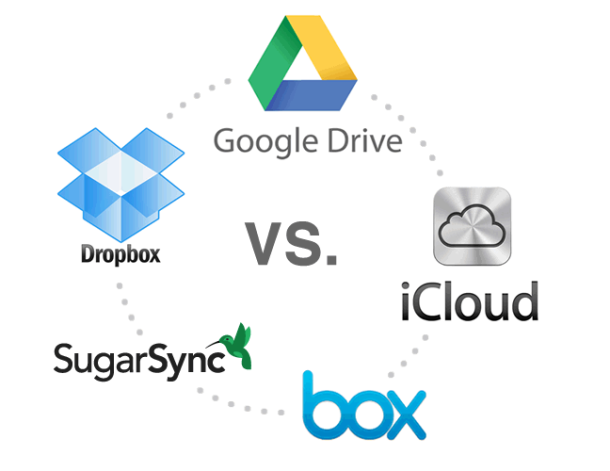 Google Drive
Dropbox
VS.
iCloud
SugarSync
box